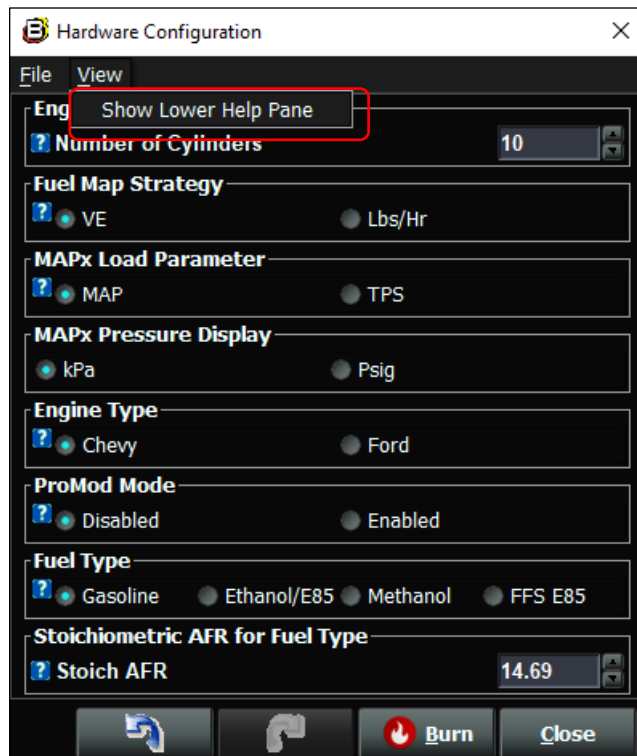 Hardware Configuration
File View
Show Lower Help Pane
Eng
Number of Cylinders 10
Fuel Map Strategy
VE Lbs/Hr
MAPx Load Parameter
MAP TPS
MAPx Pressure Display
kPa Psig
Engine Type
Chevy Ford
ProMod Mode
Disabled Enabled
Fuel Type
Gasoline Ethanol/E85 Methanol FFS E85
Stoichiometric AFR for Fuel Type
Stoich AFR 14.69
Burn Close